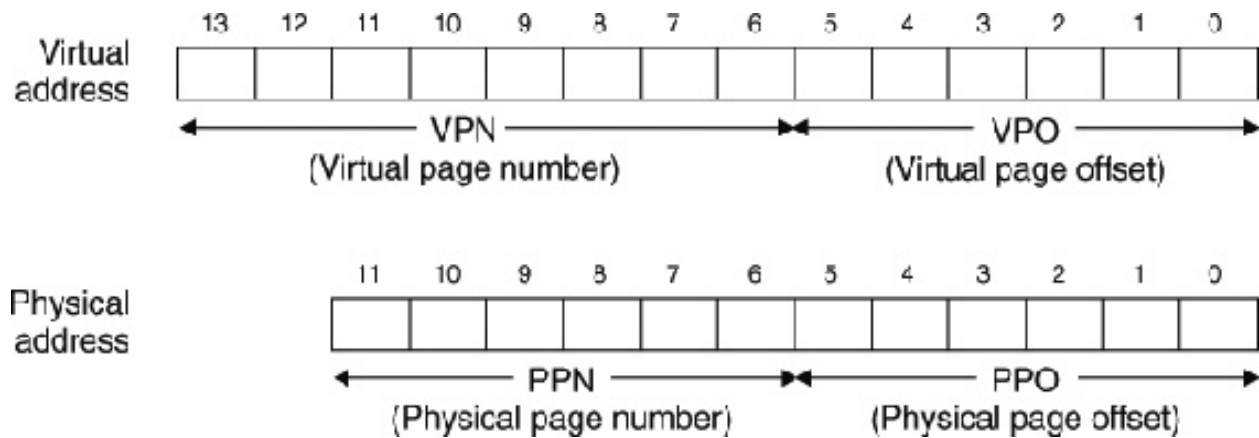 13 12 11 10 9 8 7 6 5 4 3 2 1 0
Virtual
address
VPN VPO
(Virtual page number) (Virtual page offset)
11 10 9 8 7 6 5 4 3 2 1 0
Physical
address
PPN PPO
(Physical page number) (Physical page offset)